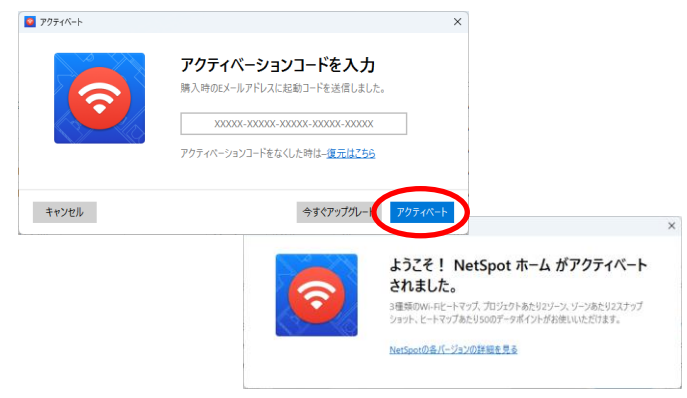 アクティベート
アクティベーションコードを入力
購入時のEメールアドレスに起動コードを送信しました。
XXXXX-XXXXX-XXXXX-XXXXX-XXXXX
アクティベーションコードをなくした時は–復元はこちら
キャンセル
今すぐアップグレード
アクティベート
ようこそ！ NetSpot ホーム がアクティベート
されました。
3種類のWi-Fiヒートマップ、プロジェクトあたり2ゾーン、ゾーンあたり2スナップ
ショット、ヒートマップあたり50のデータポイントがお使いいただけます。
NetSpotの各バージョンの詳細を見る